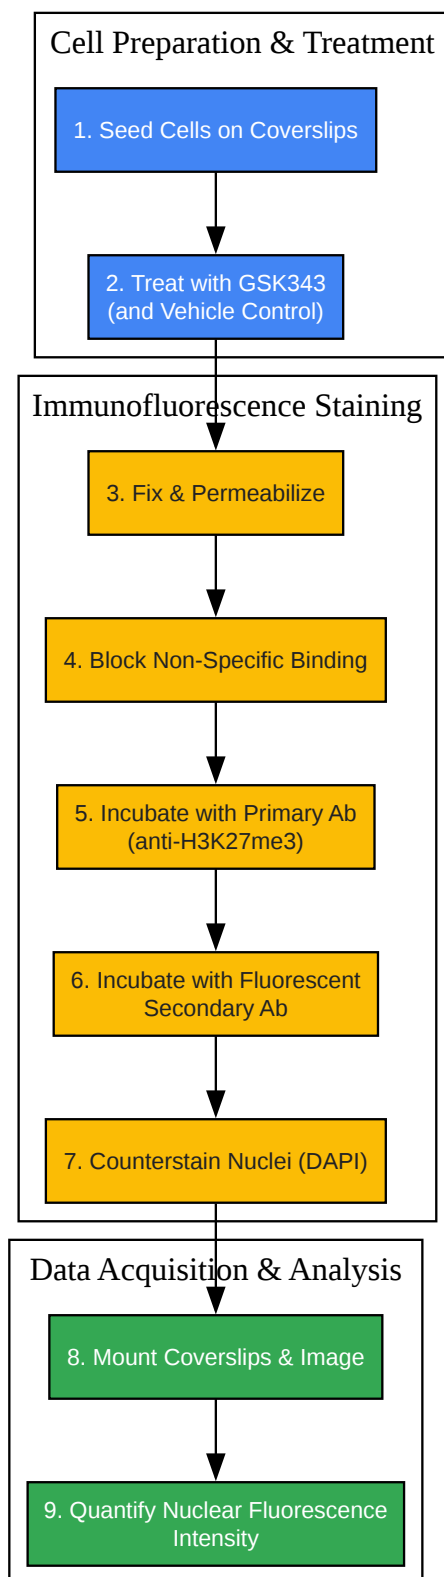 Cell Preparation & Treatment
1. Seed Cells on Coverslips
2. Treat with GSK343
(and Vehicle Control)
Immunofluorescence Staining
3. Fix & Permeabilize
4. Block Non-Specific Binding
5. Incubate with Primary Ab
(anti-H3K27me3)
6. Incubate with Fluorescent
Secondary Ab
7. Counterstain Nuclei (DAPI)
Data Acquisition & Analysis
8. Mount Coverslips & Image
9. Quantify Nuclear Fluorescence
Intensity